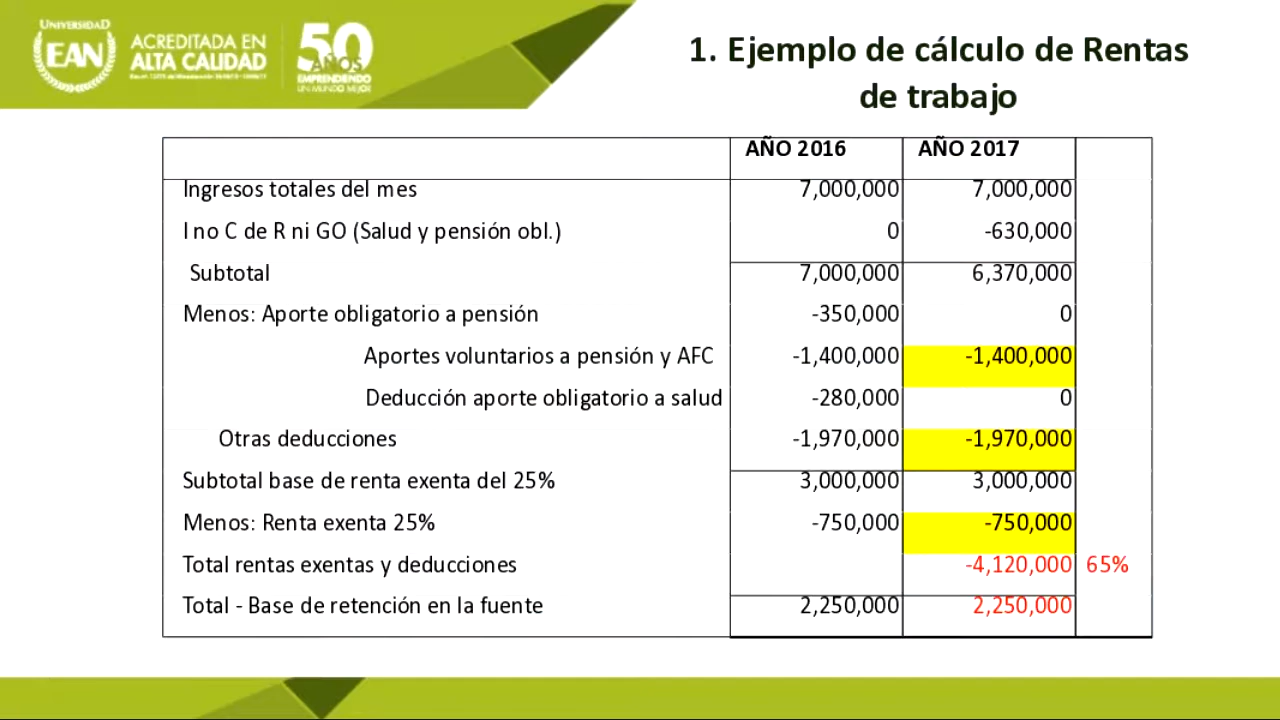 UNIVERSIDAD
EAN
ACREDITADA EN
ALTA CALIDAD
50
AÑOS
EMPRENDIENDO
UN MUNDO MEJOR
1. Ejemplo de cálculo de Rentas
de trabajo
AÑO 2016 AÑO 2017
Ingresos totales del mes 7,000,000 7,000,000
I no C de R ni GO (Salud y pensión obl.) 0 -630,000
Subtotal 7,000,000 6,370,000
Menos: Aporte obligatorio a pensión -350,000 0
Aportes voluntarios a pensión y AFC -1,400,000 -1,400,000
Deducción aporte obligatorio a salud -280,000 0
Otras deducciones -1,970,000 -1,970,000
Subtotal base de renta exenta del 25% 3,000,000 3,000,000
Menos: Renta exenta 25% -750,000 -750,000
Total rentas exentas y deducciones -4,120,000 65%
Total - Base de retención en la fuente 2,250,000 2,250,000